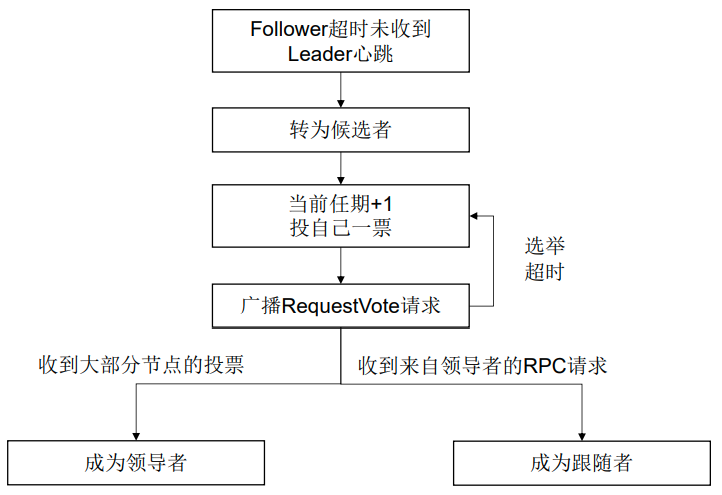 Follower超时未收到
Leader心跳
转为候选者
当前任期+1
投自己一票
选举
超时
广播RequestVote请求
收到大部分节点的投票
收到来自领导者的RPC请求
成为领导者
成为跟随者